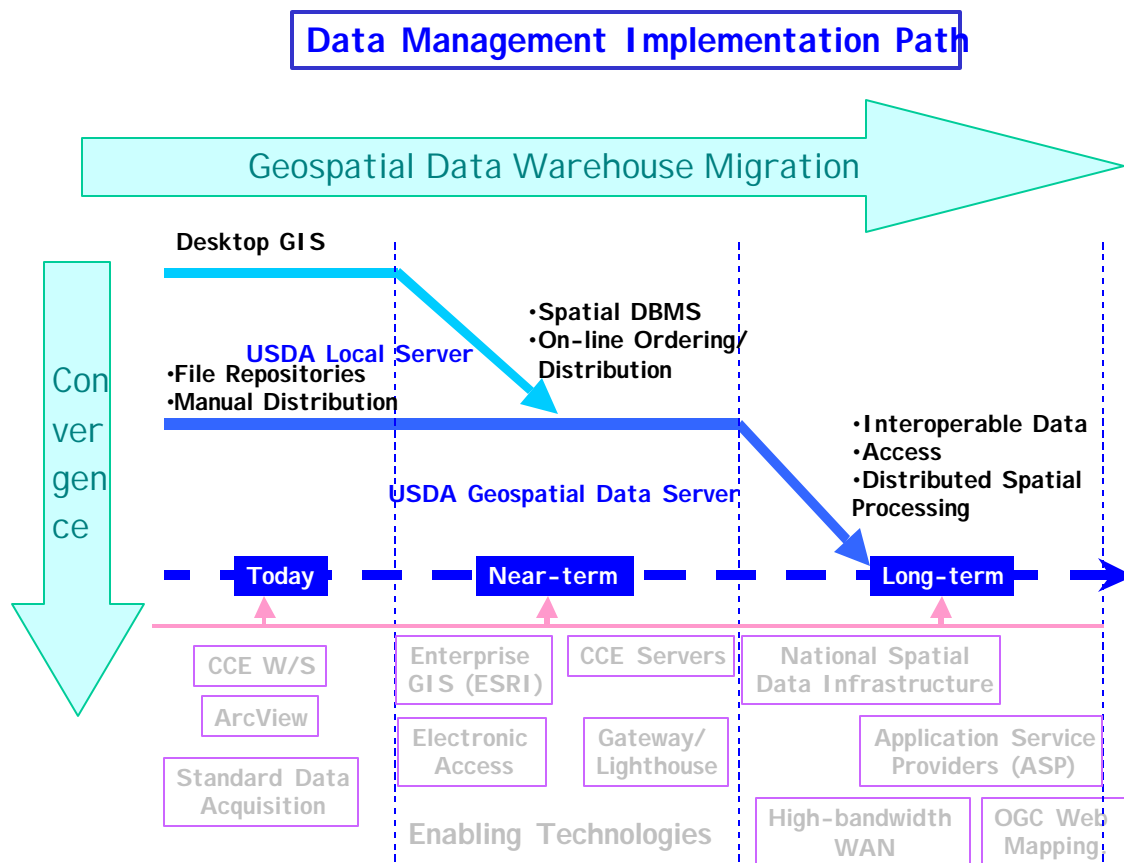 Data Management Implementation Path
Geospatial Data Warehouse Migration
Desktop GIS
Con
ver
gen
ce
USDA Local Server
•File Repositories
•Manual Distribution
•Spatial DBMS
•On-line Ordering/
Distribution
•Interoperable Data
•Access
•Distributed Spatial
Processing
USDA Geospatial Data Server
Today
Near-term
Long-term
CCE W/S
ArcView
Standard Data
Acquisition
Enterprise
GIS (ESRI)
CCE Servers
Electronic
Access
Gateway/
Lighthouse
Enabling Technologies
National Spatial
Data Infrastructure
Application Service
Providers (ASP)
High-bandwidth
WAN
OGC Web
Mapping.